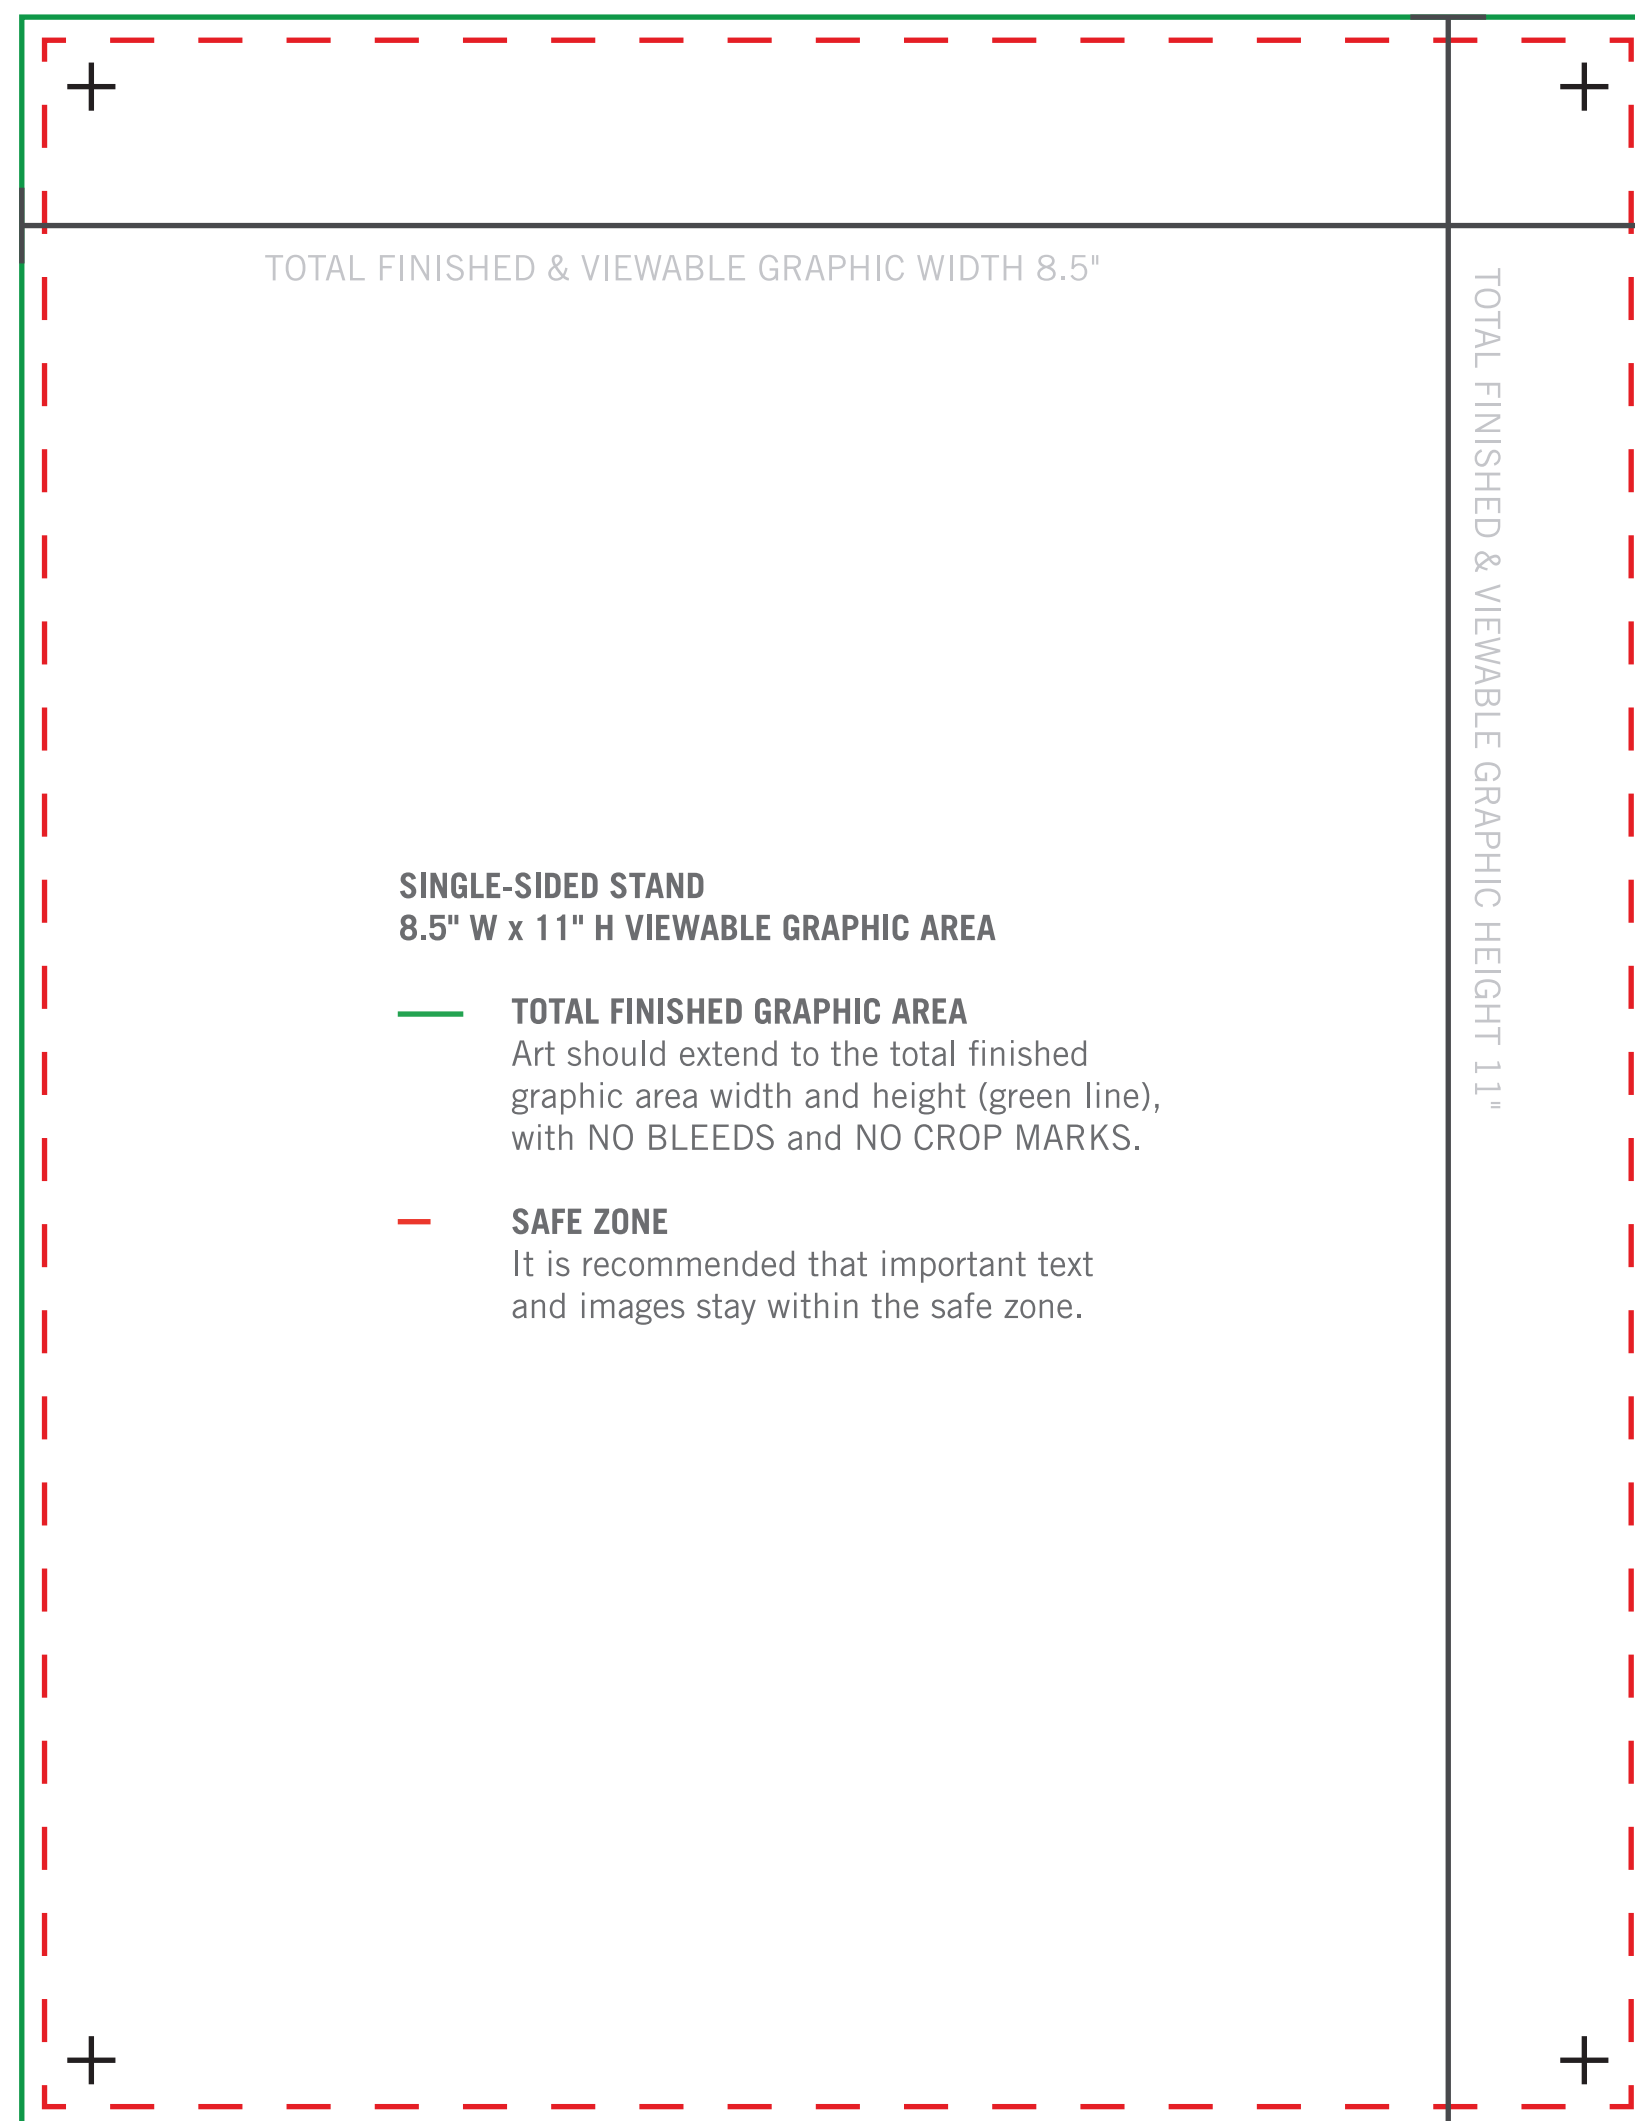 TOTAL FINISHED & VIEWABLE GRAPHIC WIDTH 8.5"
TOTAL FINISHED & VIEWABLE GRAPHIC HEIGHT 11"
SINGLE-SIDED STAND
8.5" W x 11" H VIEWABLE GRAPHIC AREA
TOTAL FINISHED GRAPHIC AREA
Art should extend to the total finished
graphic area width and height (green line),
with NO BLEEDS and NO CROP MARKS.
SAFE ZONE
It is recommended that important text
and images stay within the safe zone.